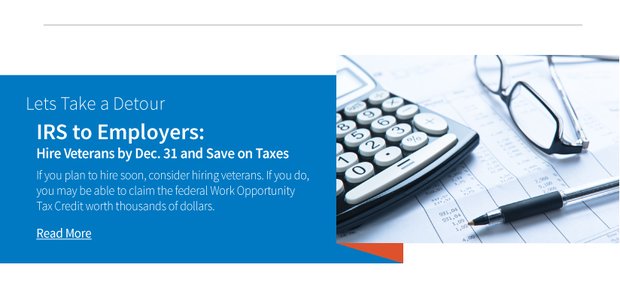 Lets Take a Detour
IRS to Employers:
Hire Veterans by Dec. 31 and Save on Taxes
If you plan to hire soon, consider hiring veterans. If you do,
you may be able to claim the federal Work Opportunity
Tax Credit worth thousands of dollars.
Read More